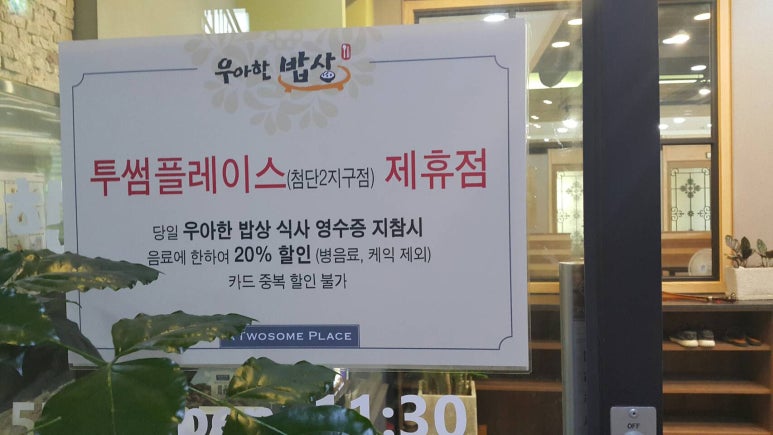 우아한 밥상
투썸플레이스(첨단2지구점) 제휴점
당일 우아한 밥상 식사 영수증 지참시
음료에 한하여 20% 할인 (병음료, 케익 제외)
카드 중복 할인 불가
TWOSOME PLACE
11:30
OFF